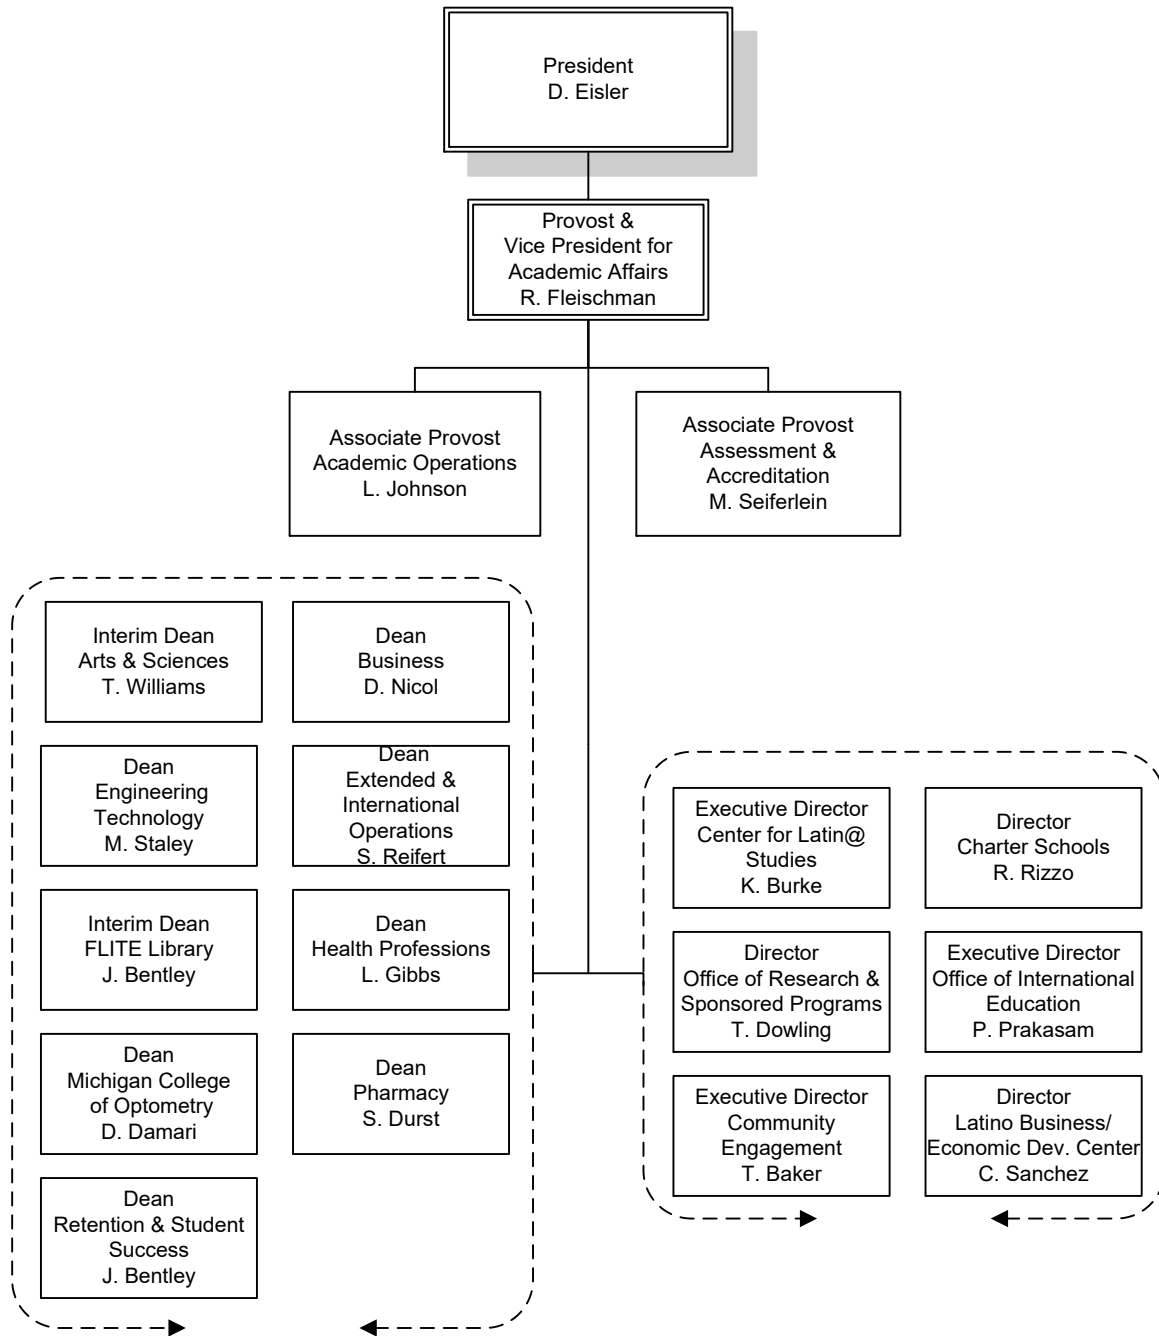 President
D. Eisler
Provost &
Vice President for
Academic Affairs
R. Fleischman
Associate Provost
Academic Operations
L. Johnson
Associate Provost
Assessment &
Accreditation
M. Seiferlein
Interim Dean
Arts & Sciences
T. Williams
Dean
Business
D. Nicol
Dean
Engineering
Technology
M. Staley
Dean
Extended &
International
Operations
S. Reifert
Interim Dean
FLITE Library
J. Bentley
Dean
Health Professions
L. Gibbs
Dean
Michigan College
of Optometry
D. Damari
Dean
Pharmacy
S. Durst
Dean
Retention & Student
Success
J. Bentley
Executive Director
Center for Latin@
Studies
K. Burke
Director
Charter Schools
R. Rizzo
Director
Office of Research &
Sponsored Programs
T. Dowling
Executive Director
Office of International
Education
P. Prakasam
Executive Director
Community
Engagement
T. Baker
Director
Latino Business/
Economic Dev. Center
C. Sanchez